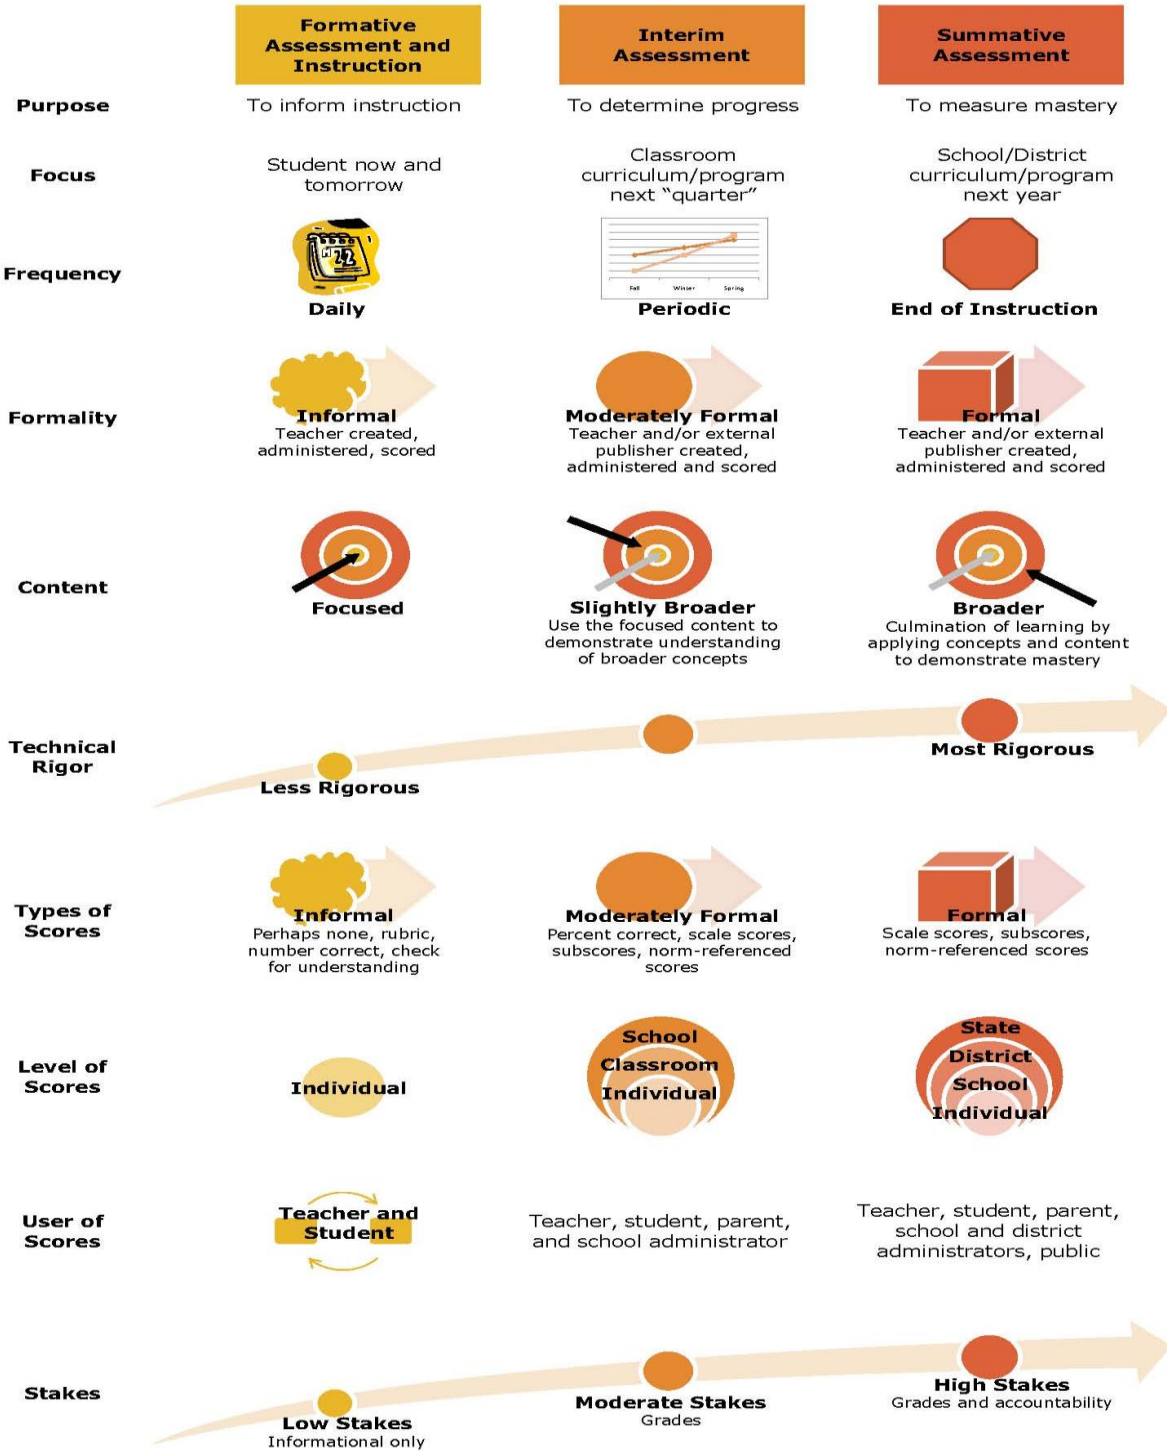 Formative
Assessment and
Instruction
Interim
Assessment
Summative
Assessment
Purpose
To inform instruction
To determine progress
To measure mastery
Focus
Student now and
tomorrow
Classroom
curriculum/program
next “quarter”
School/District
curriculum/program
next year
Frequency
22
Daily
Fall
Winter
Spring
Periodic
End of Instruction
Formality
Informal
Teacher created,
administered, scored
Moderately Formal
Teacher and/or external
publisher created,
administered and scored
Formal
Teacher and/or external
publisher created,
administered and scored
Content
Focused
Slightly Broader
Use the focused content to
demonstrate understanding
of broader concepts
Broader
Culmination of learning by
applying concepts and content
to demonstrate mastery
Technical
Rigor
Less Rigorous
Most Rigorous
Types of
Scores
Informal
Perhaps none, rubric,
number correct, check
for understanding
Moderately Formal
Percent correct, scale scores,
subscores, norm-referenced
scores
Formal
Scale scores, subscores,
norm-referenced scores
Level of
Scores
Individual
School
Classroom
Individual
State
District
School
Individual
User of
Scores
Teacher and
Student
Teacher, student, parent,
and school administrator
Teacher, student, parent,
school and district
administrators, public
Stakes
Low Stakes
Informational only
Moderate Stakes
Grades
High Stakes
Grades and accountability